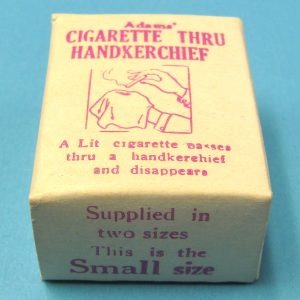 Adams'
CIGARETTE THRU
HANDKERCHIEF
A Lit cigarette passes
thru a handkerchief
and disappears
Supplied in
two sizes
This is the
Small size